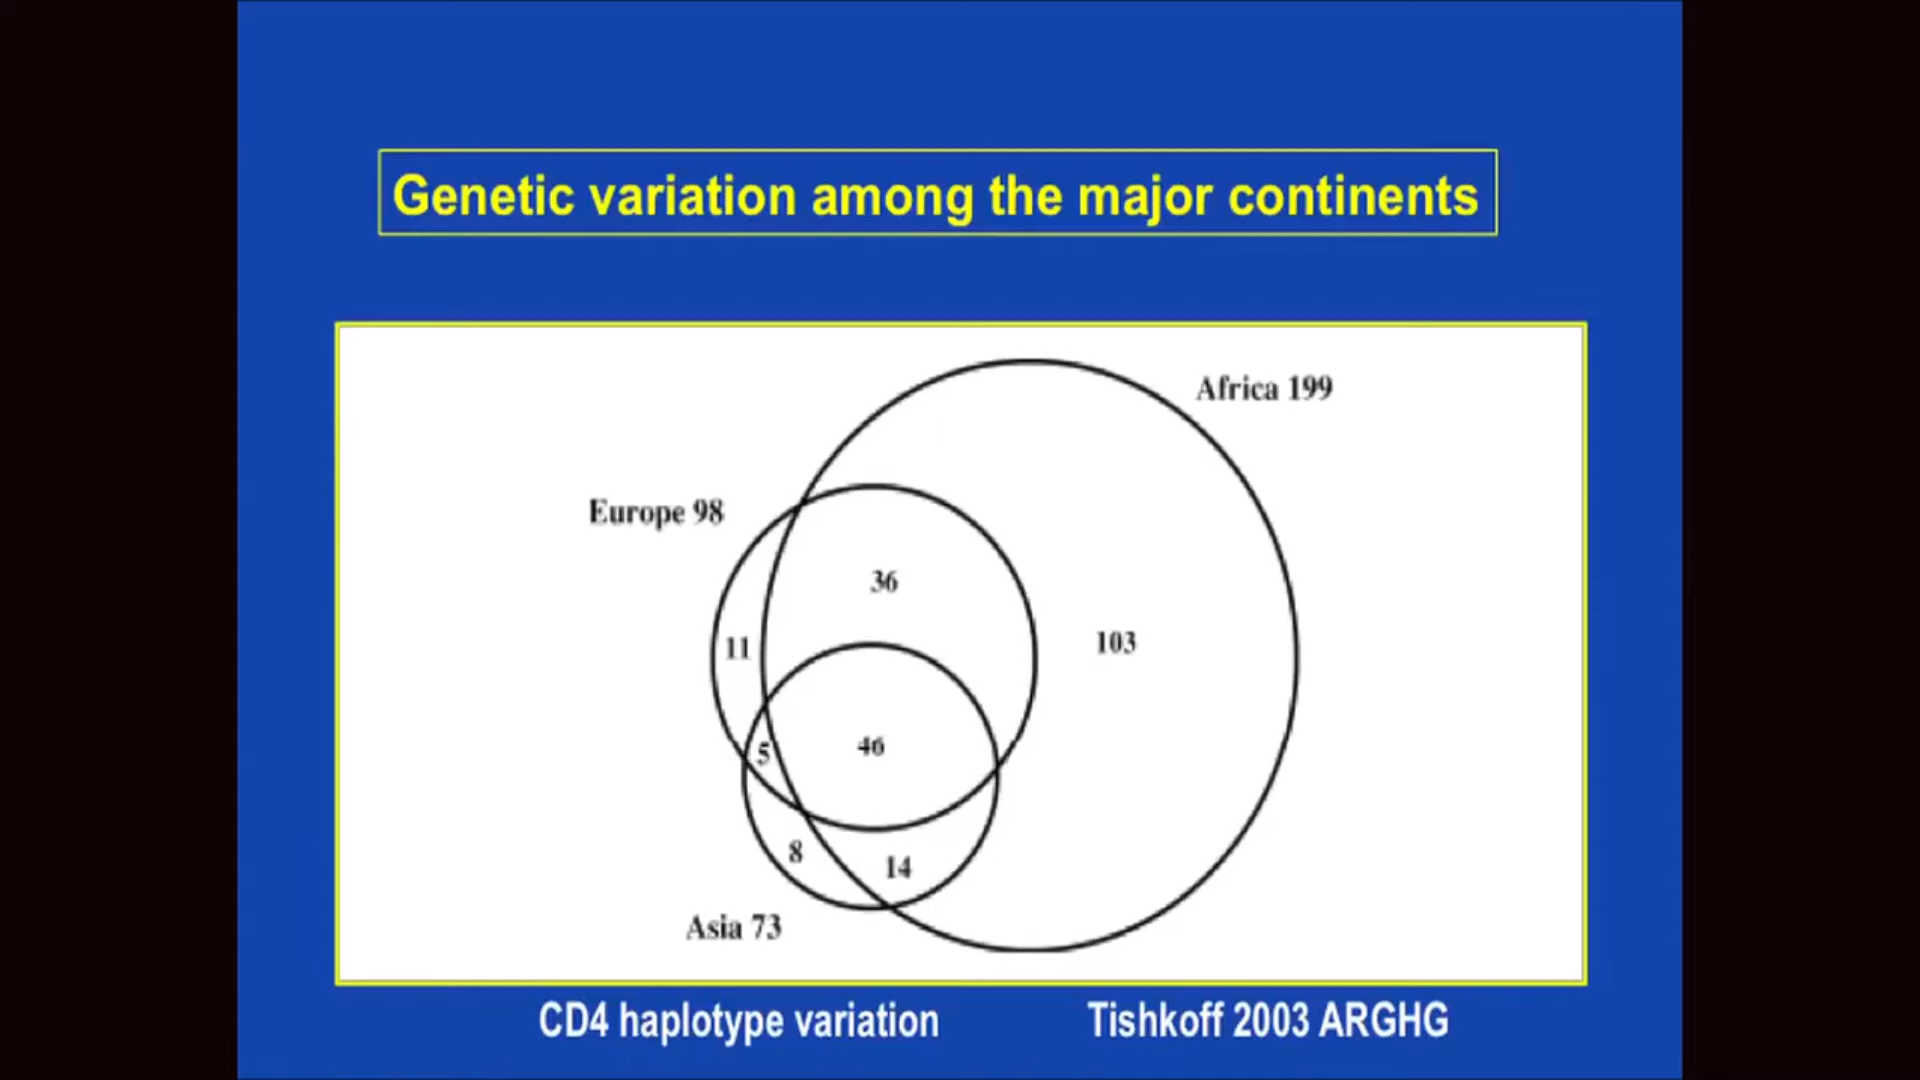 Genetic variation among the major continents
Africa 199
Europe 98
36
11
103
5
46
8
14
Asia 73
CD4 haplotype variation
Tishkoff 2003 ARGHG